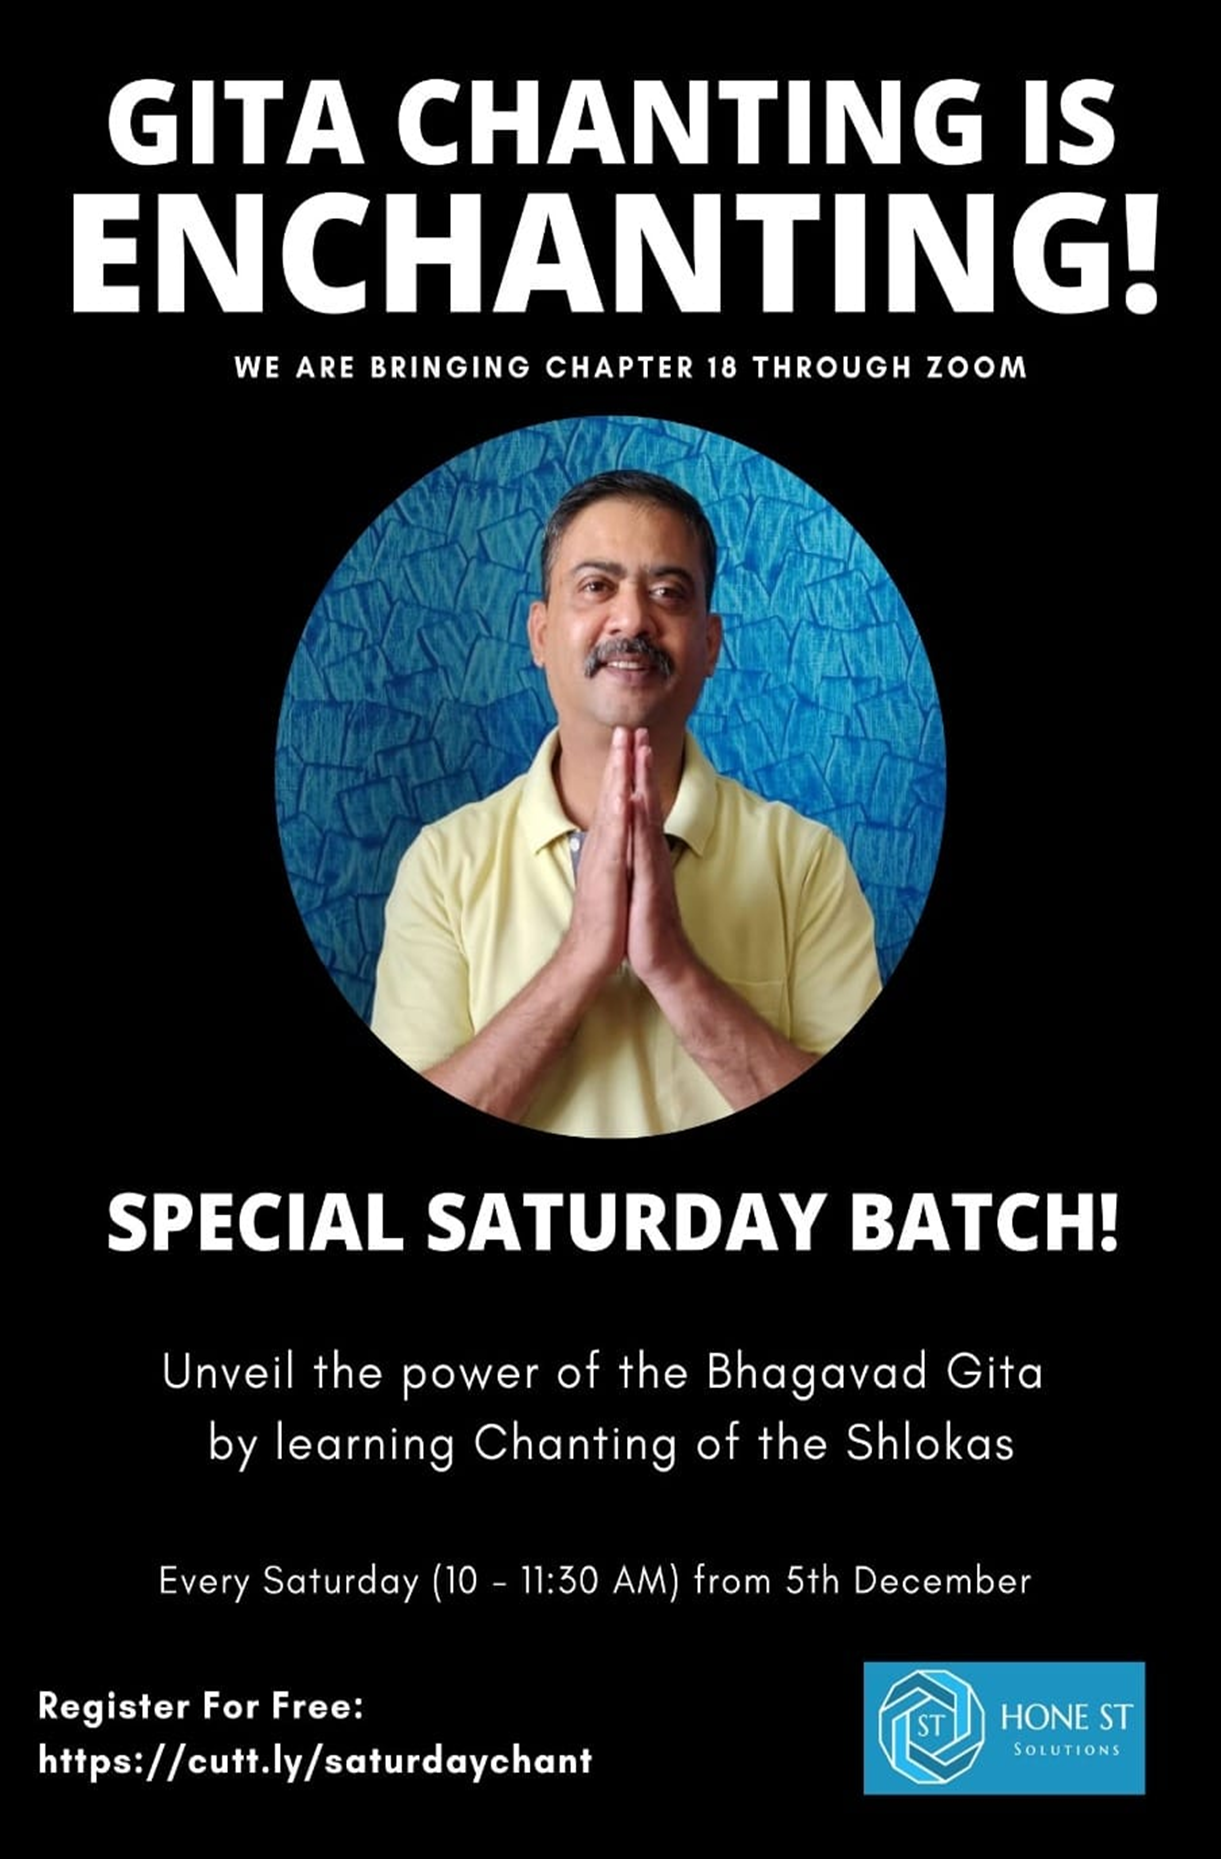 GITA CHANTING IS
ENCHANTING!
WE ARE BRINGING CHAPTER 18 THROUGH ZOOM
SPECIAL SATURDAY BATCH!
Unveil the power of the Bhagavad Gita
by learning Chanting of the Shlokas
Every Saturday (10 - 11:30 AM) from 5th December
Register For Free:
https://cutt.ly/saturdaychant
ST
HONE ST
SOLUTIONS